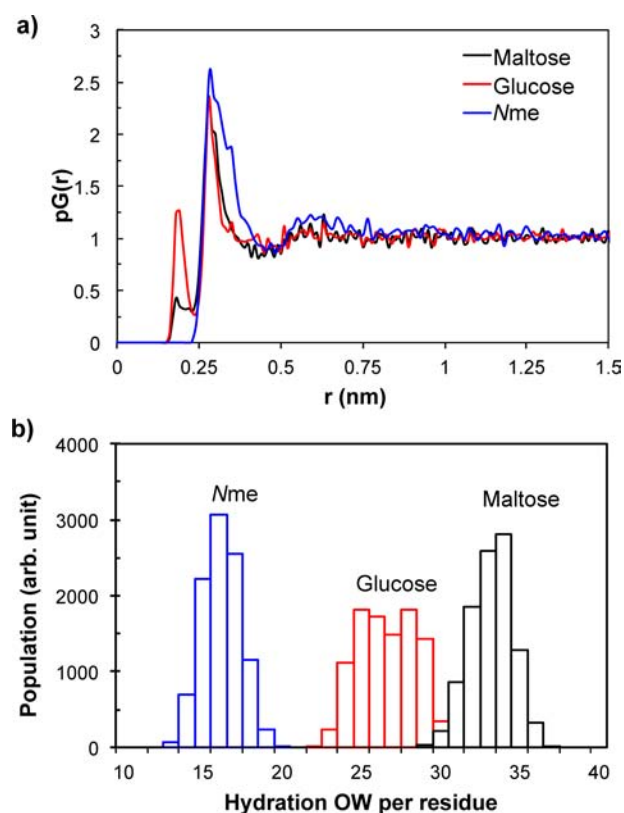 a)
3
2.5
2
1.5
1
0.5
0
pG(r)
Maltose
Glucose
Nme
0 0.25 0.5 0.75 1 1.25 1.5
r (nm)
b)
4000
3000
2000
1000
0
Population (arb. unit)
Nme
Glucose
Maltose
10 15 20 25 30 35 40
Hydration OW per residue